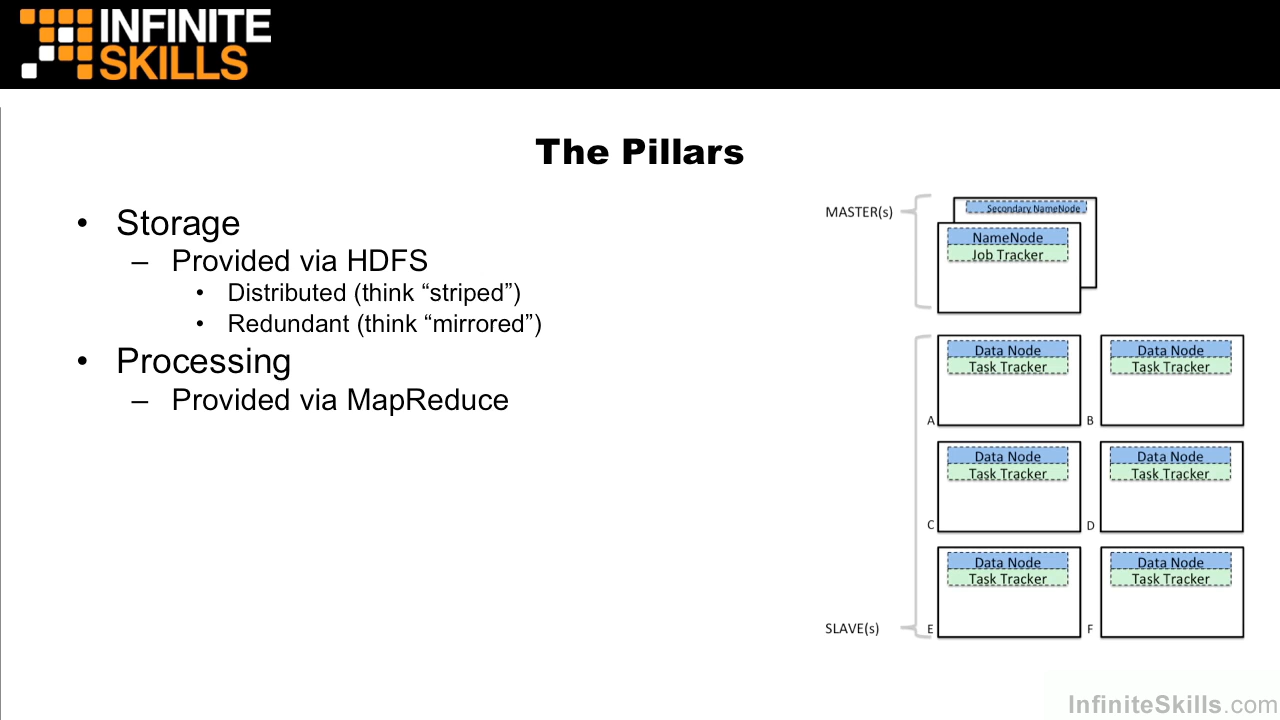 INFINITE
SKILLS
The Pillars
• Storage
– Provided via HDFS
• Distributed (think “striped”)
• Redundant (think “mirrored”)
• Processing
– Provided via MapReduce
MASTER(s)
Secondary NameNode
NameNode
Job Tracker
Data Node
Task Tracker
A
Data Node
Task Tracker
B
Data Node
Task Tracker
C
Data Node
Task Tracker
D
Data Node
Task Tracker
E
Data Node
Task Tracker
F
SLAVE(s)
InfiniteSkills.com